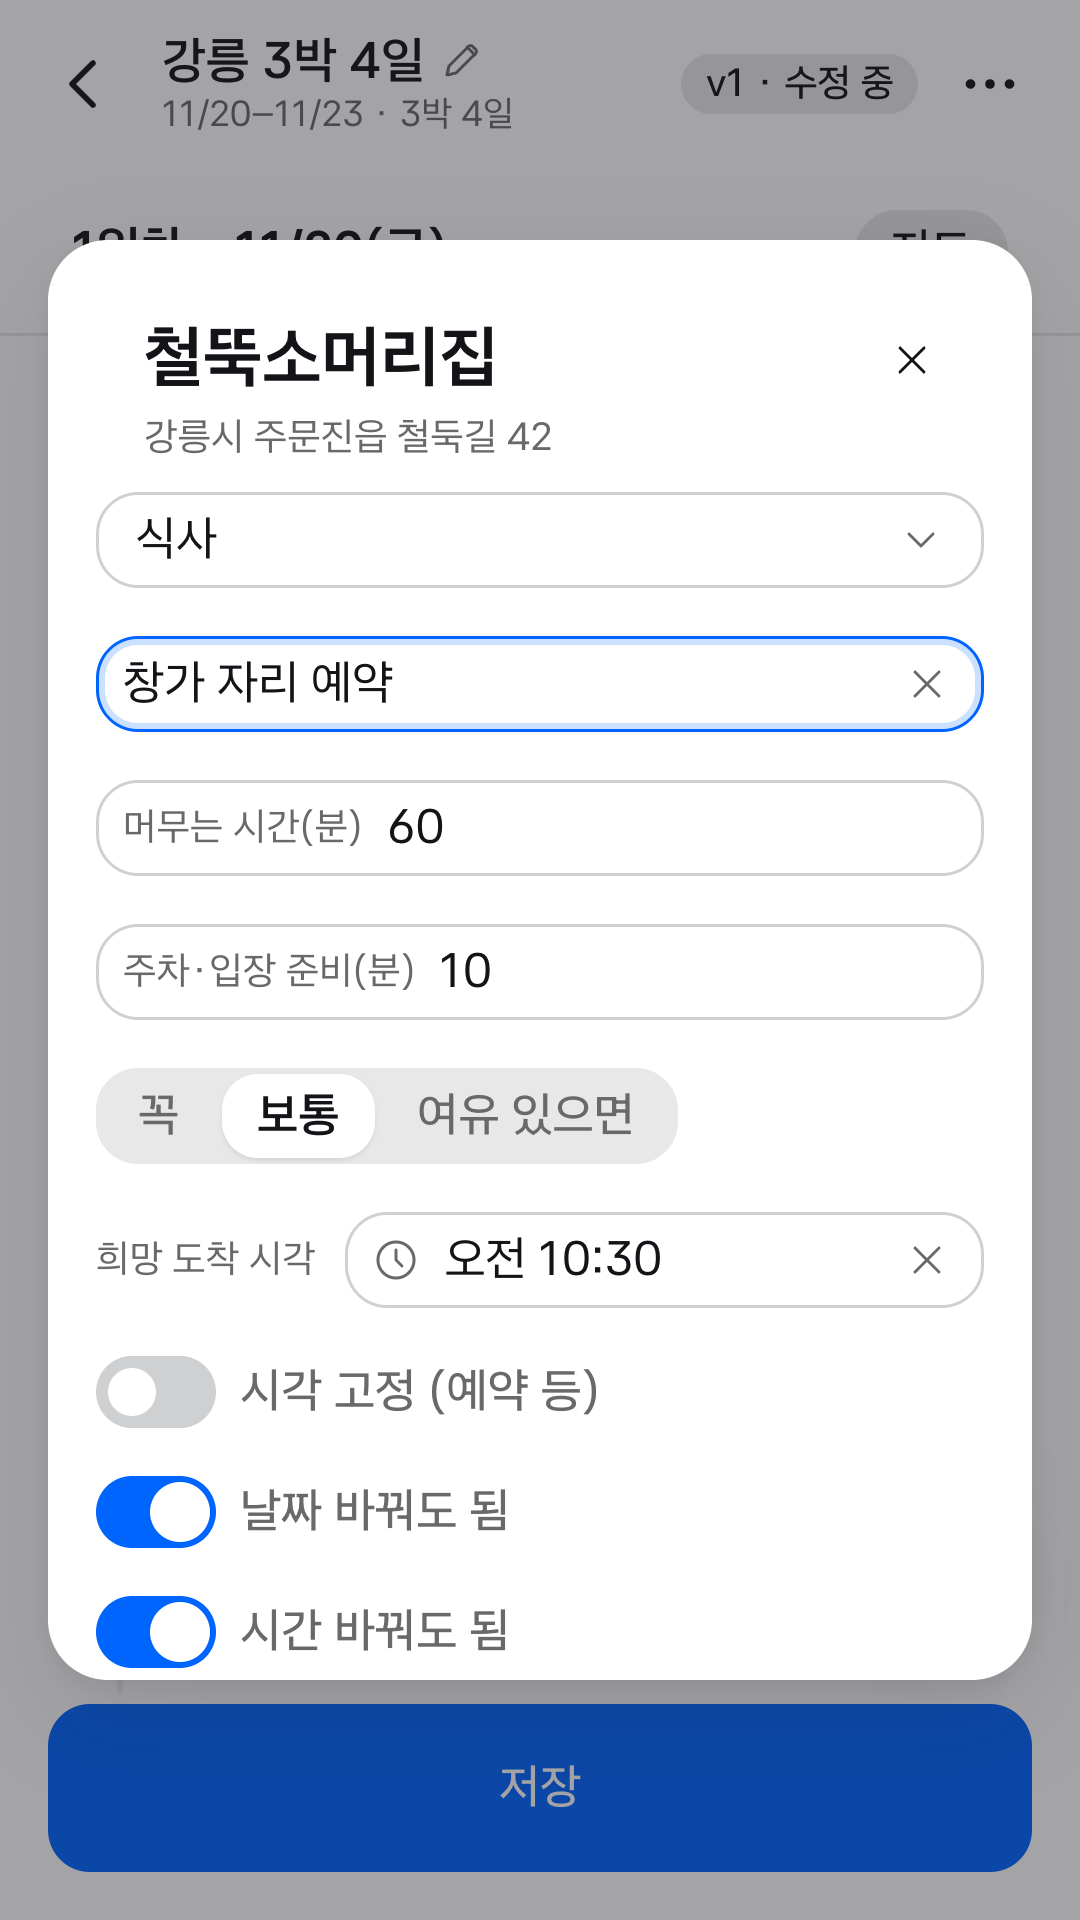 강릉 3박 4일
11/20–11/23 · 3박 4일
v1 · 수정 중
철뚝소머리집
강릉시 주문진읍 철둑길 42
식사
창가 자리 예약
머무는 시간(분) 60
주차·입장 준비(분) 10
꼭 보통 여유 있으면
희망 도착 시각 오전 10:30
시각 고정 (예약 등)
날짜 바꿔도 됨
시간 바꿔도 됨
저장